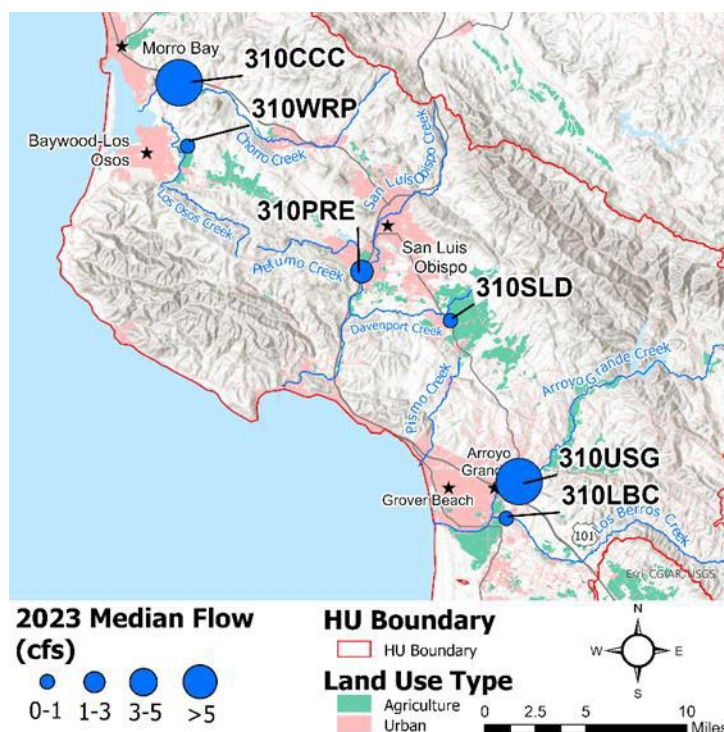 Morro Bay
310CCC
310WRP
Baywood-Los
Osos
Chorro Creek
San Luis
Obispo Creek
Los Osos Creek
310PRE
Prefumo Creek
San Luis
Obispo
310SLD
Davenport Creek
Pismo Creek
Arroyo Grande Creek
Arroyo
Grand
310USG
Grover Beach
310LBC
Los Berros Creek
101
Esri, CGIAR, USGS
2023 Median Flow
(cfs)
0-1 1-3 3-5 >5
HU Boundary
HU Boundary
Land Use Type
Agriculture
Urban
N
W E
S
0 2.5 5 10
Miles